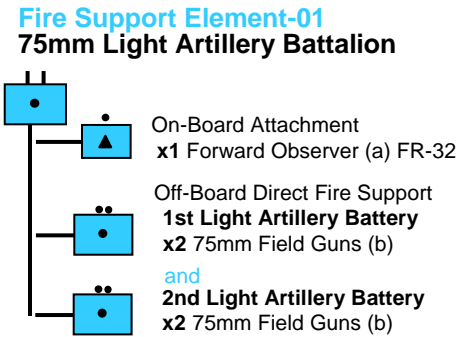 Fire Support Element-01
75mm Light Artillery Battalion
On-Board Attachment
x1 Forward Observer (a) FR-32
Off-Board Direct Fire Support
1st Light Artillery Battery
x2 75mm Field Guns (b)
and
2nd Light Artillery Battery
x2 75mm Field Guns (b)